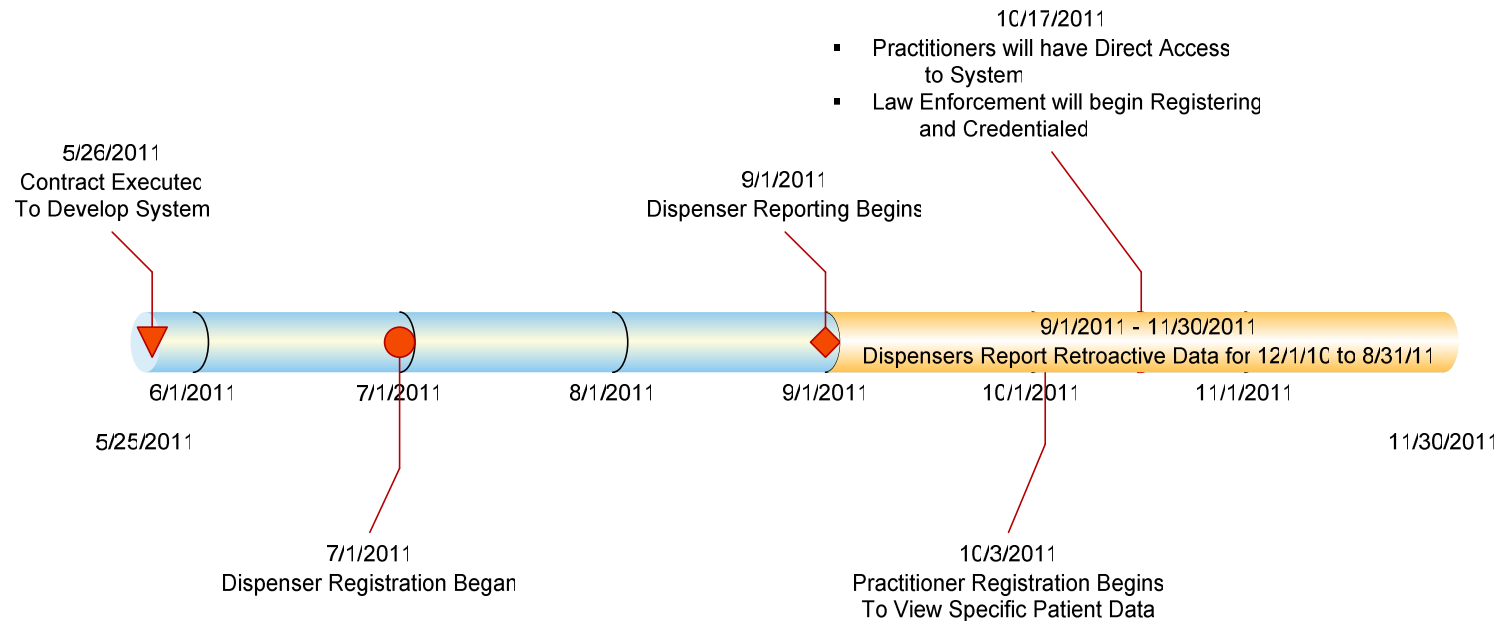 10/17/2011
▪ Practitioners will have Direct Access
to System
▪ Law Enforcement will begin Registering
and Credentialed
5/26/2011
Contract Executed
To Develop System
9/1/2011
Dispenser Reporting Begins
9/1/2011 - 11/30/2011
Dispensers Report Retroactive Data for 12/1/10 to 8/31/11
6/1/2011 7/1/2011 8/1/2011 9/1/2011 10/1/2011 11/1/2011
5/25/2011 11/30/2011
7/1/2011
Dispenser Registration Began
10/3/2011
Practitioner Registration Begins
To View Specific Patient Data